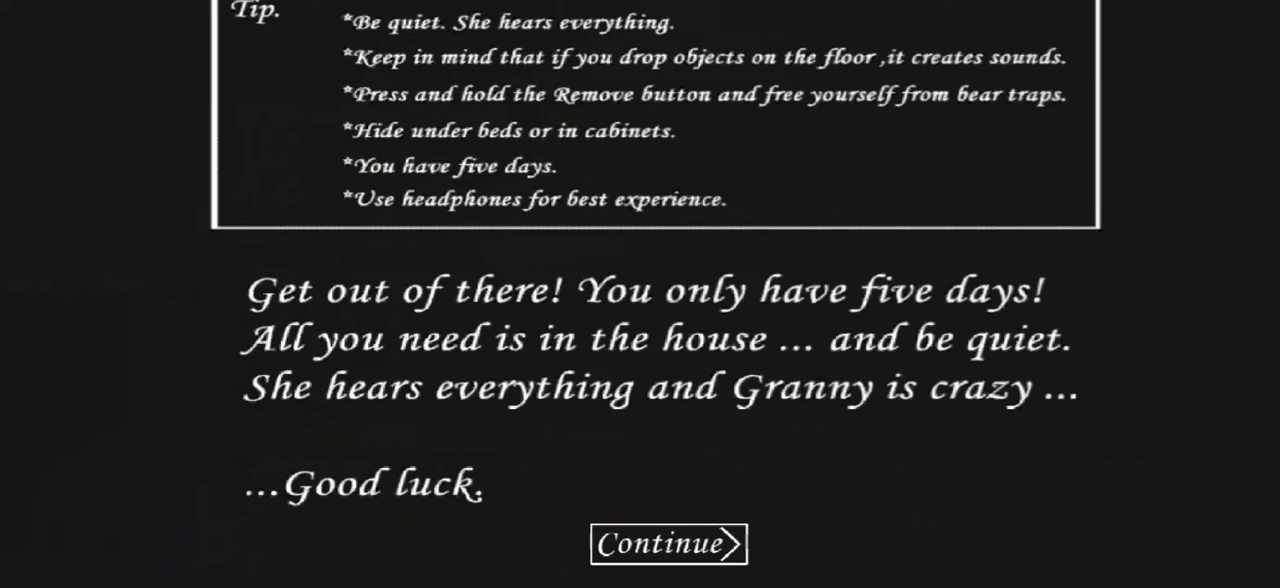 Tip.
*Be quiet. She hears everything.
*Keep in mind that if you drop objects on the floor ,it creates sounds.
*Press and hold the Remove button and free yourself from bear traps.
*Hide under beds or in cabinets.
*You have five days.
*Use headphones for best experience.
Get out of there! You only have five days!
All you need is in the house ... and be quiet.
She hears everything and Granny is crazy ...
...Good luck.
Continue>